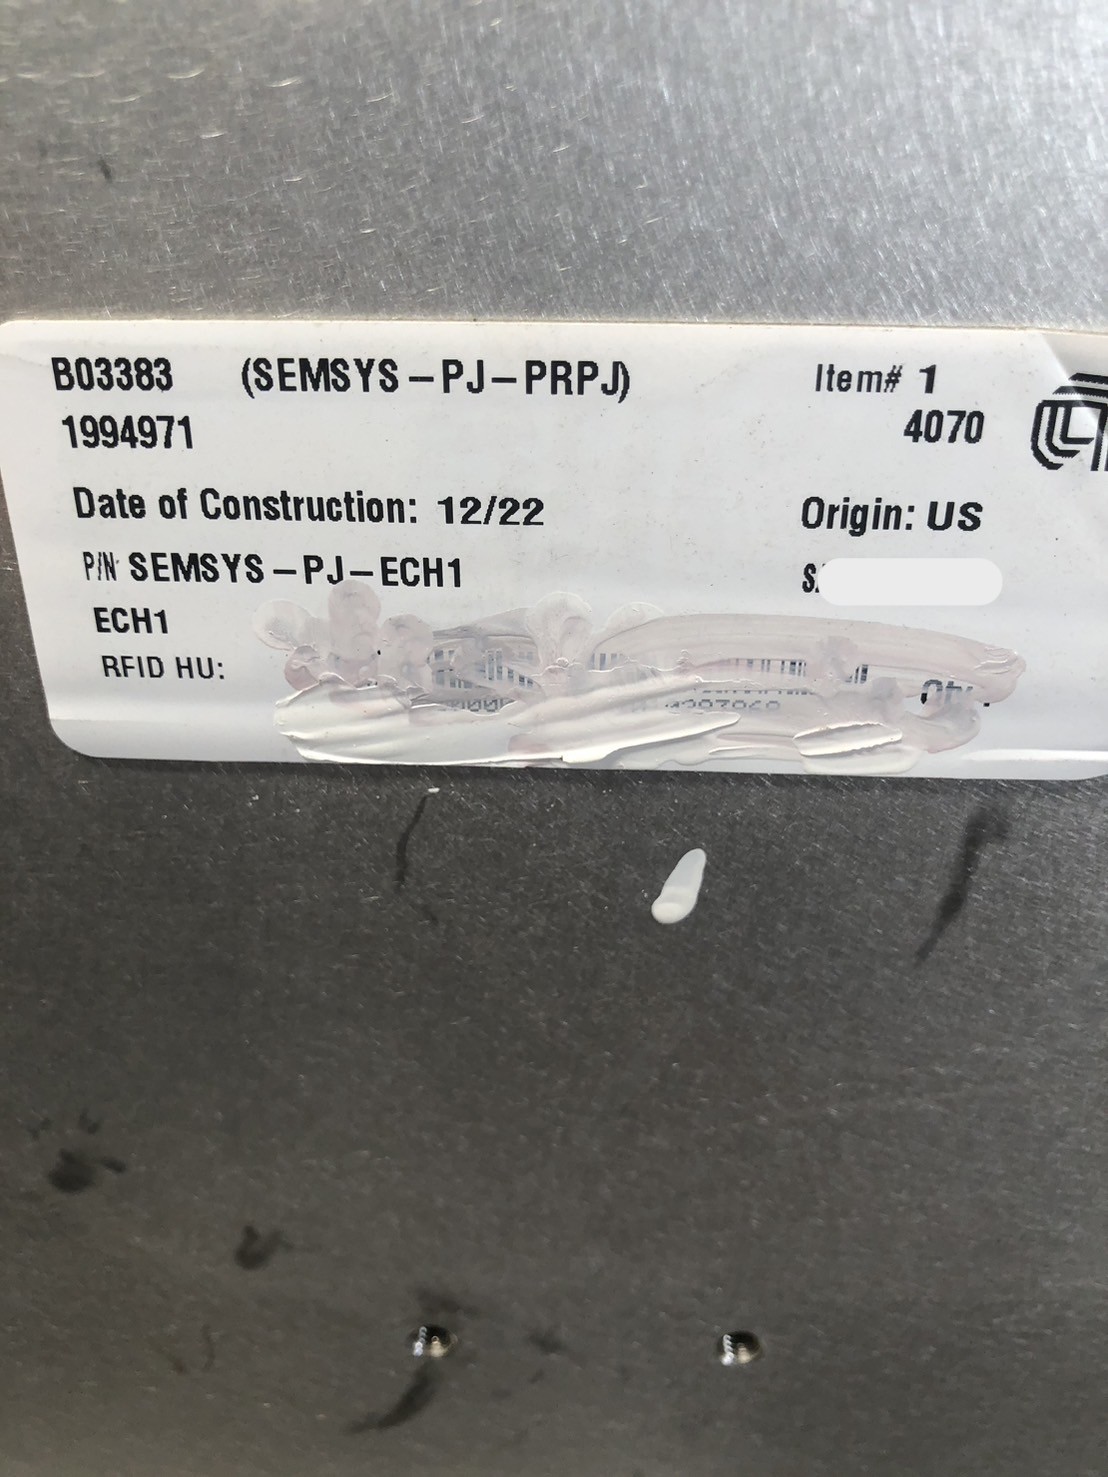 B03383 (SEMSYS-PJ-PRPJ) Item# 1
1994971 4070
Date of Construction: 12/22 Origin: US
P/N SEMSYS-PJ-ECH1
ECH1
RFID HU: